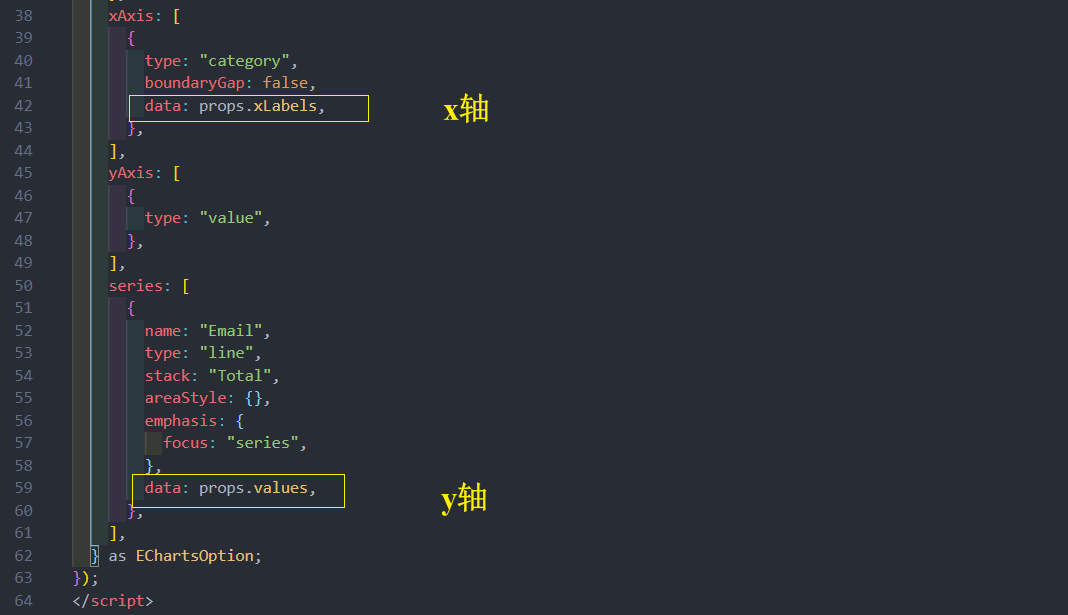 38 xAxis: [
39 {
40 type: "category",
41 boundaryGap: false,
42 data: props.xLabels, x轴
43 },
44 ],
45 yAxis: [
46 {
47 type: "value",
48 },
49 ],
50 series: [
51 {
52 name: "Email",
53 type: "line",
54 stack: "Total",
55 areaStyle: {},
56 emphasis: {
57 focus: "series",
58 },
59 data: props.values, y轴
60 },
61 ],
62 } as EChartsOption;
63 });
64 </script>